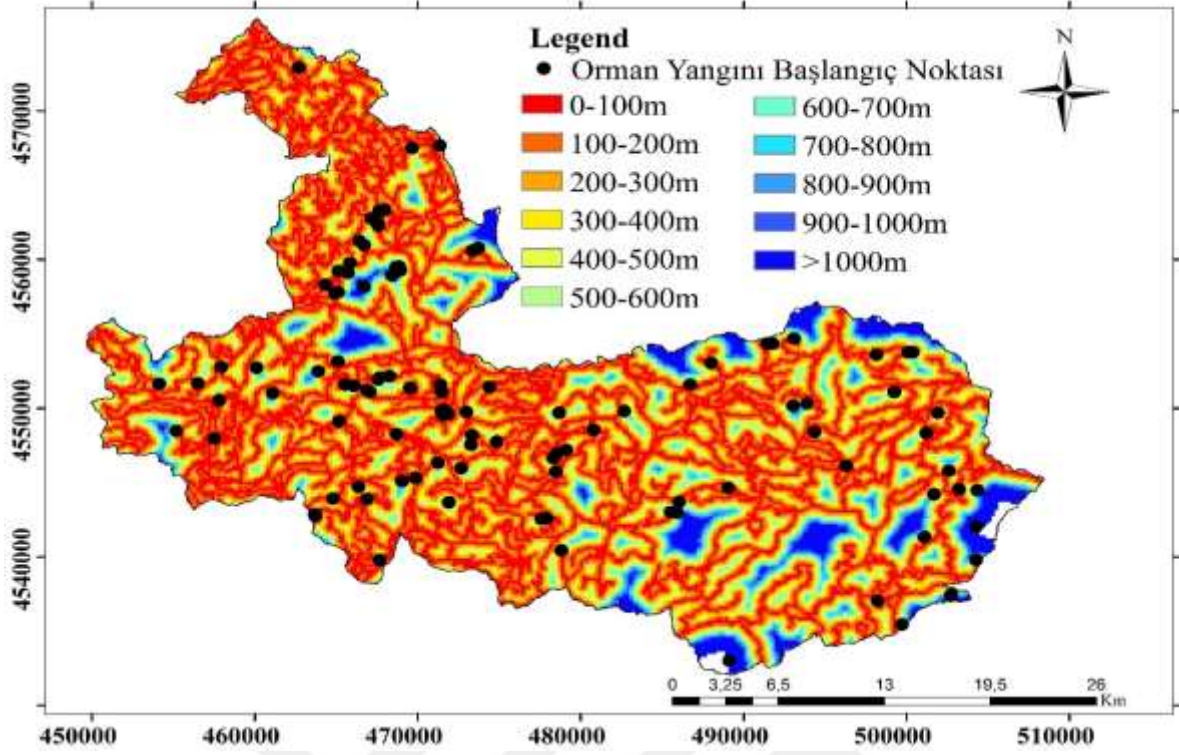 Legend
N
Orman Yangını Başlangıç Noktası
0-100m
100-200m
200-300m
300-400m
400-500m
500-600m
600-700m
700-800m
800-900m
900-1000m
>1000m
4570000
4560000
4550000
4540000
0 3,25 6,5 13 19,5 26
Km
450000 460000 470000 480000 490000 500000 510000